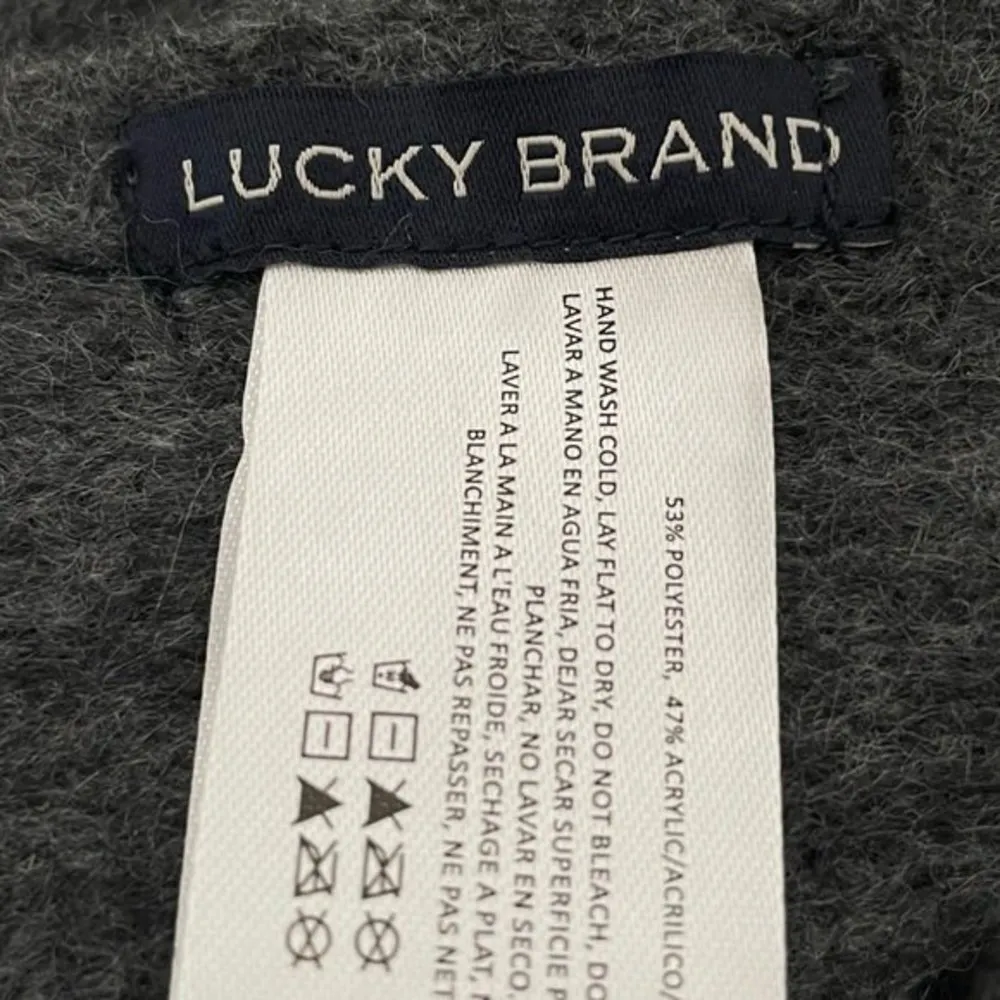 LUCKY BRAND
53% POLYESTER, 47% ACRYLIC/ACRILICO/
HAND WASH COLD, LAY FLAT TO DRY, DO NOT BLEACH, DO
LAVAR A MANO EN AGUA FRIA, DEJAR SECAR SUPERFICIE P
PLANCHAR, NO LAVAR EN SECO.
LAVER A LA MAIN A L'EAU FROIDE, SECHAGE A PLAT,
BLANCHIMENT, NE PAS REPASSER, NE PAS NET